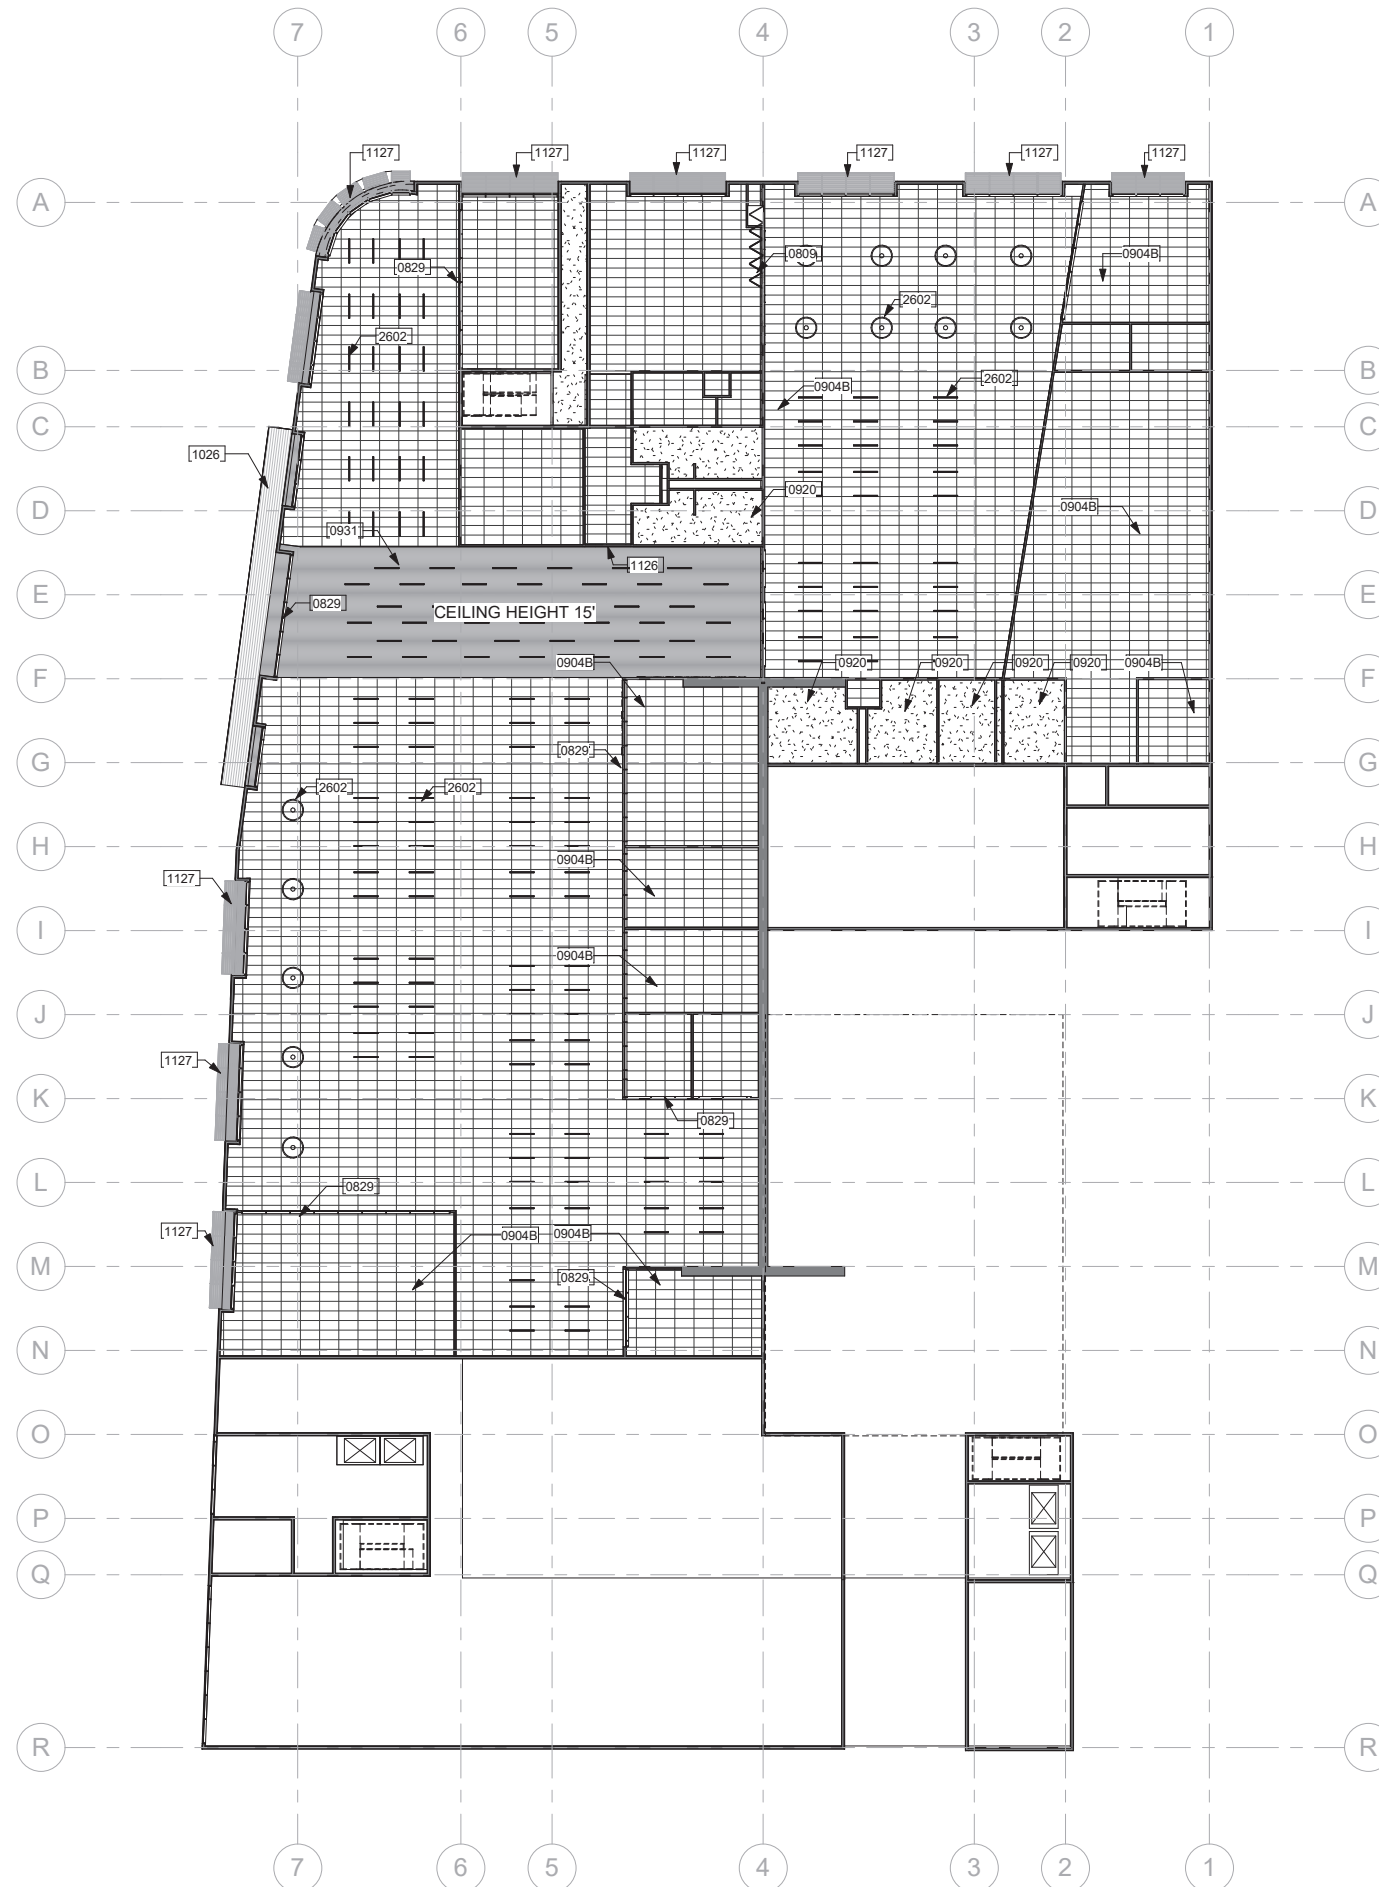 7 6 5 4 3 2 1
1127 1127 1127 1127 1127 1127
A A
0829 0809 0904B
2602
2602
B B
0904B 2602
C C
1026
0920
D D
0931 0904B
1126
E E
0829 CEILING HEIGHT 15'
0904B 0920 0920 0920 0920 0904B
F F
0829
G G
2602 2602
H H
0904B
1127
I I
0904B
J J
1127
K K
0829
L L
0829
1127 0904B 0904B
M M
0829
N N
O O
P P
Q Q
R R
7 6 5 4 3 2 1